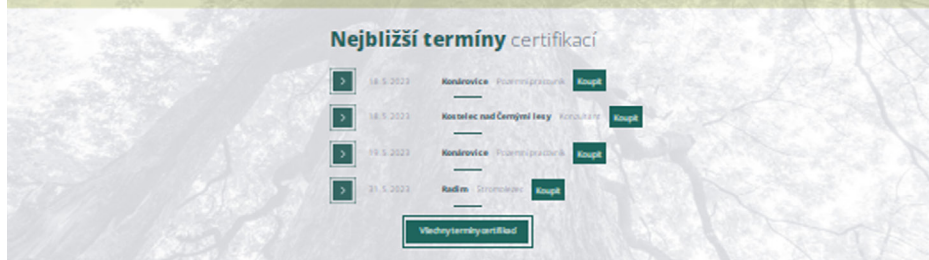 Nejbližší termíny certifikací
18. 5. 2023 Konárovice Pozemní pracovník Koupit
18. 5. 2023 Kostelec nad Černými lesy Konzultant Koupit
19. 5. 2023 Konárovice Pozemní pracovník Koupit
31. 5. 2023 Radim Stromolezec Koupit
Všechny termíny certifikací